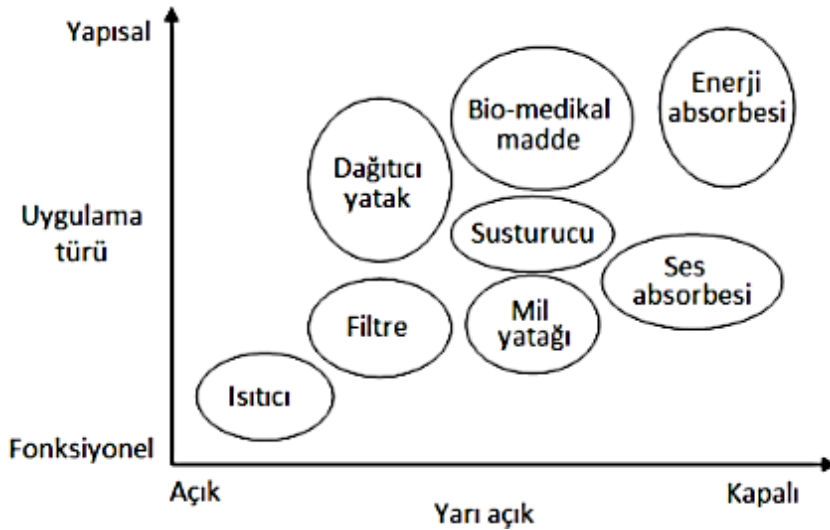 Yapısal
Enerji
absorbesi
Bio-medikal
madde
Dağıtıcı
yatak
Uygulama
türü
Susturucu
Ses
absorbesi
Filtre
Mil
yatağı
Isıtıcı
Fonksiyonel
Açık
Yarı açık
Kapalı